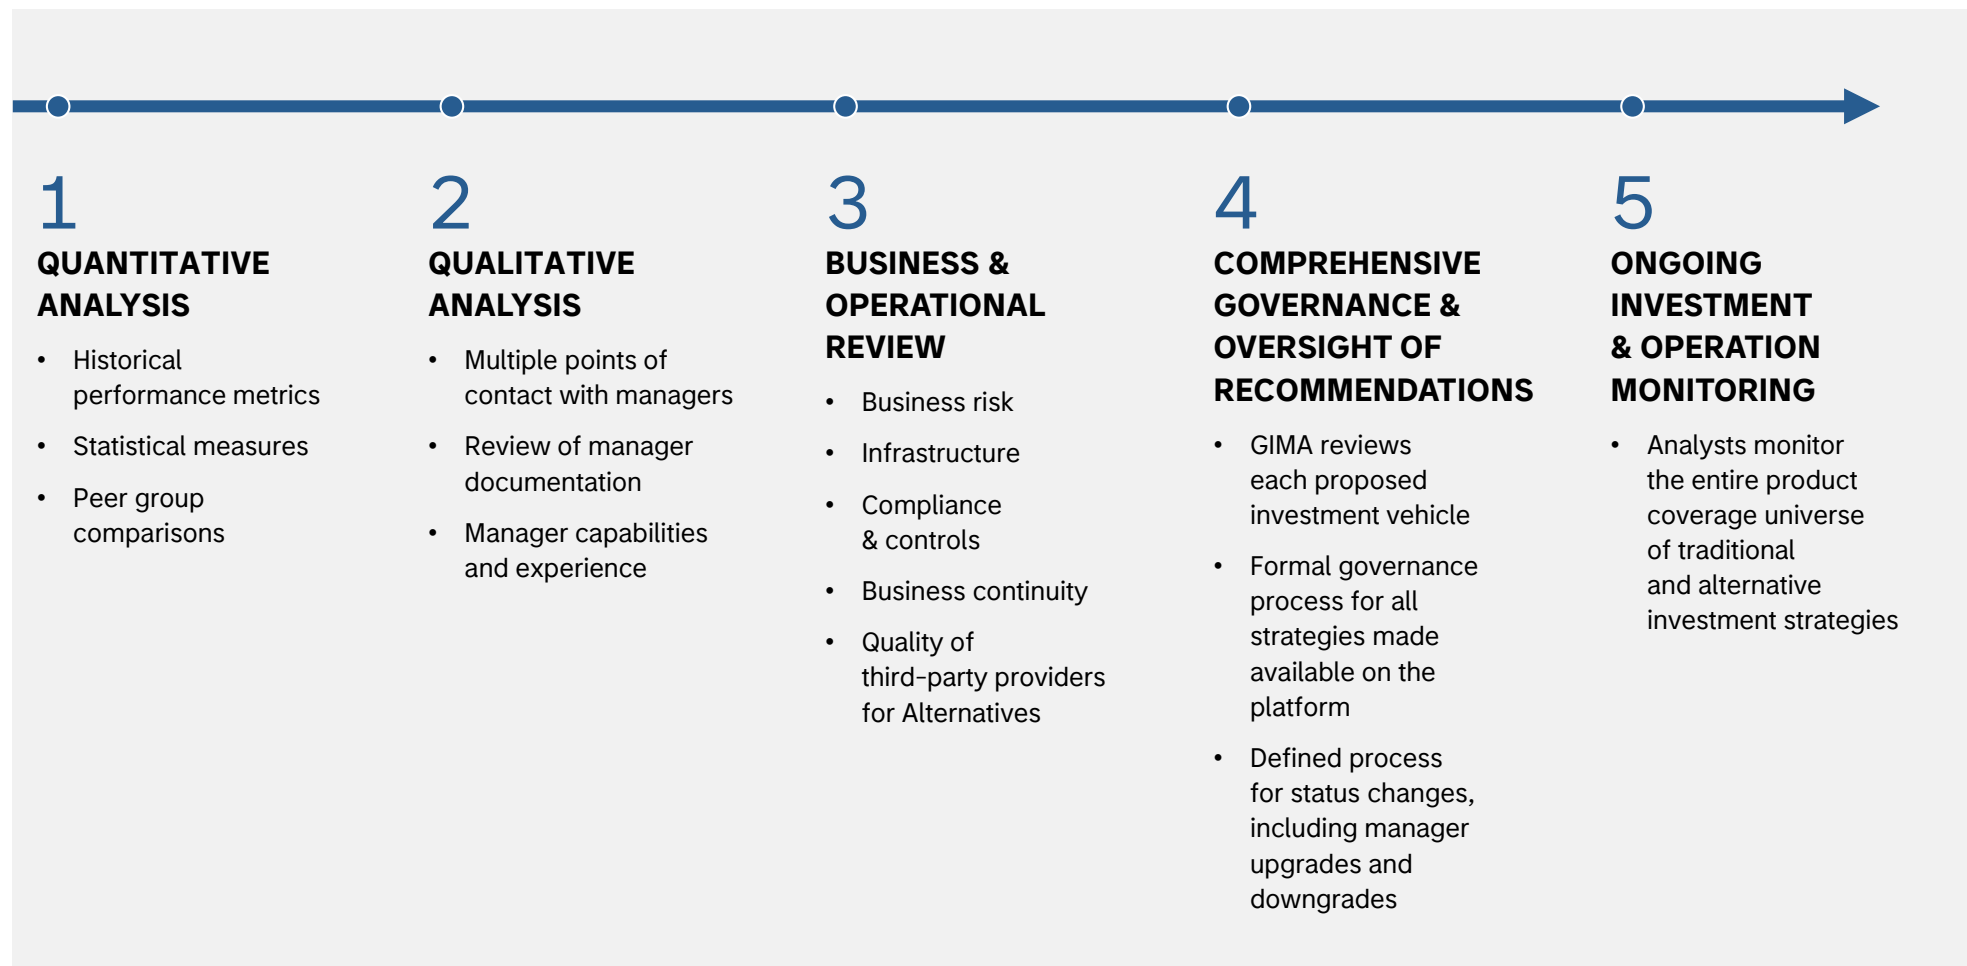 1
QUANTITATIVE
ANALYSIS
• Historical
performance metrics
• Statistical measures
• Peer group
comparisons
2
QUALITATIVE
ANALYSIS
• Multiple points of
contact with managers
• Review of manager
documentation
• Manager capabilities
and experience
3
BUSINESS &
OPERATIONAL
REVIEW
• Business risk
• Infrastructure
• Compliance
& controls
• Business continuity
• Quality of
third-party providers
for Alternatives
4
COMPREHENSIVE
GOVERNANCE &
OVERSIGHT OF
RECOMMENDATIONS
• GIMA reviews
each proposed
investment vehicle
• Formal governance
process for all
strategies made
available on the
platform
• Defined process
for status changes,
including manager
upgrades and
downgrades
5
ONGOING
INVESTMENT
& OPERATION
MONITORING
• Analysts monitor
the entire product
coverage universe
of traditional
and alternative
investment strategies